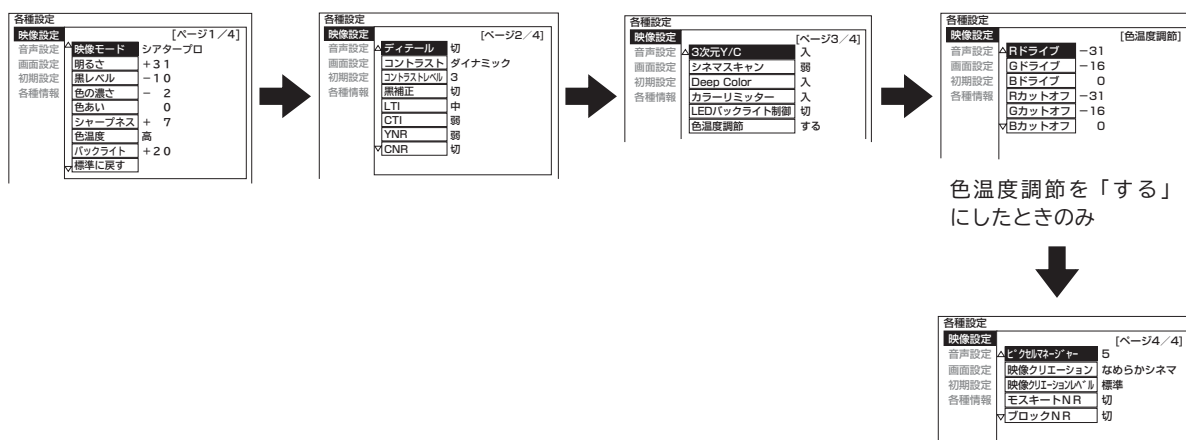 各種設定
映像設定 [ページ1／4]
音声設定 映像モード シアタープロ
画面設定 明るさ +31
初期設定 黒レベル −10
各種情報 色の濃さ − 2
色あい 0
シャープネス + 7
色温度 高
バックライト +20
標準に戻す
各種設定
映像設定 [ページ2／4]
音声設定 ディテール 切
画面設定 コントラスト ダイナミック
初期設定 コントラストレベル 3
各種情報 黒補正 切
LTI 中
CTI 弱
YNR 弱
CNR 切
各種設定
映像設定 [ページ3／4]
音声設定 3次元Y/C 入
画面設定 シネマスキャン 弱
初期設定 Deep Color 入
各種情報 カラーリミッター 入
LEDバックライト制御 切
色温度調節 する
各種設定
映像設定 [色温度調節]
音声設定 Rドライブ −31
画面設定 Gドライブ −16
初期設定 Bドライブ 0
各種情報 Rカットオフ −31
Gカットオフ −16
Bカットオフ 0
色温度調節を「する」
にしたときのみ
各種設定
映像設定 [ページ4／4]
音声設定 ピクセルマネージャー 5
画面設定 映像クリエーション なめらかシネマ
初期設定 映像クリエーションレベル 標準
各種情報 モスキートNR 切
ブロックNR 切